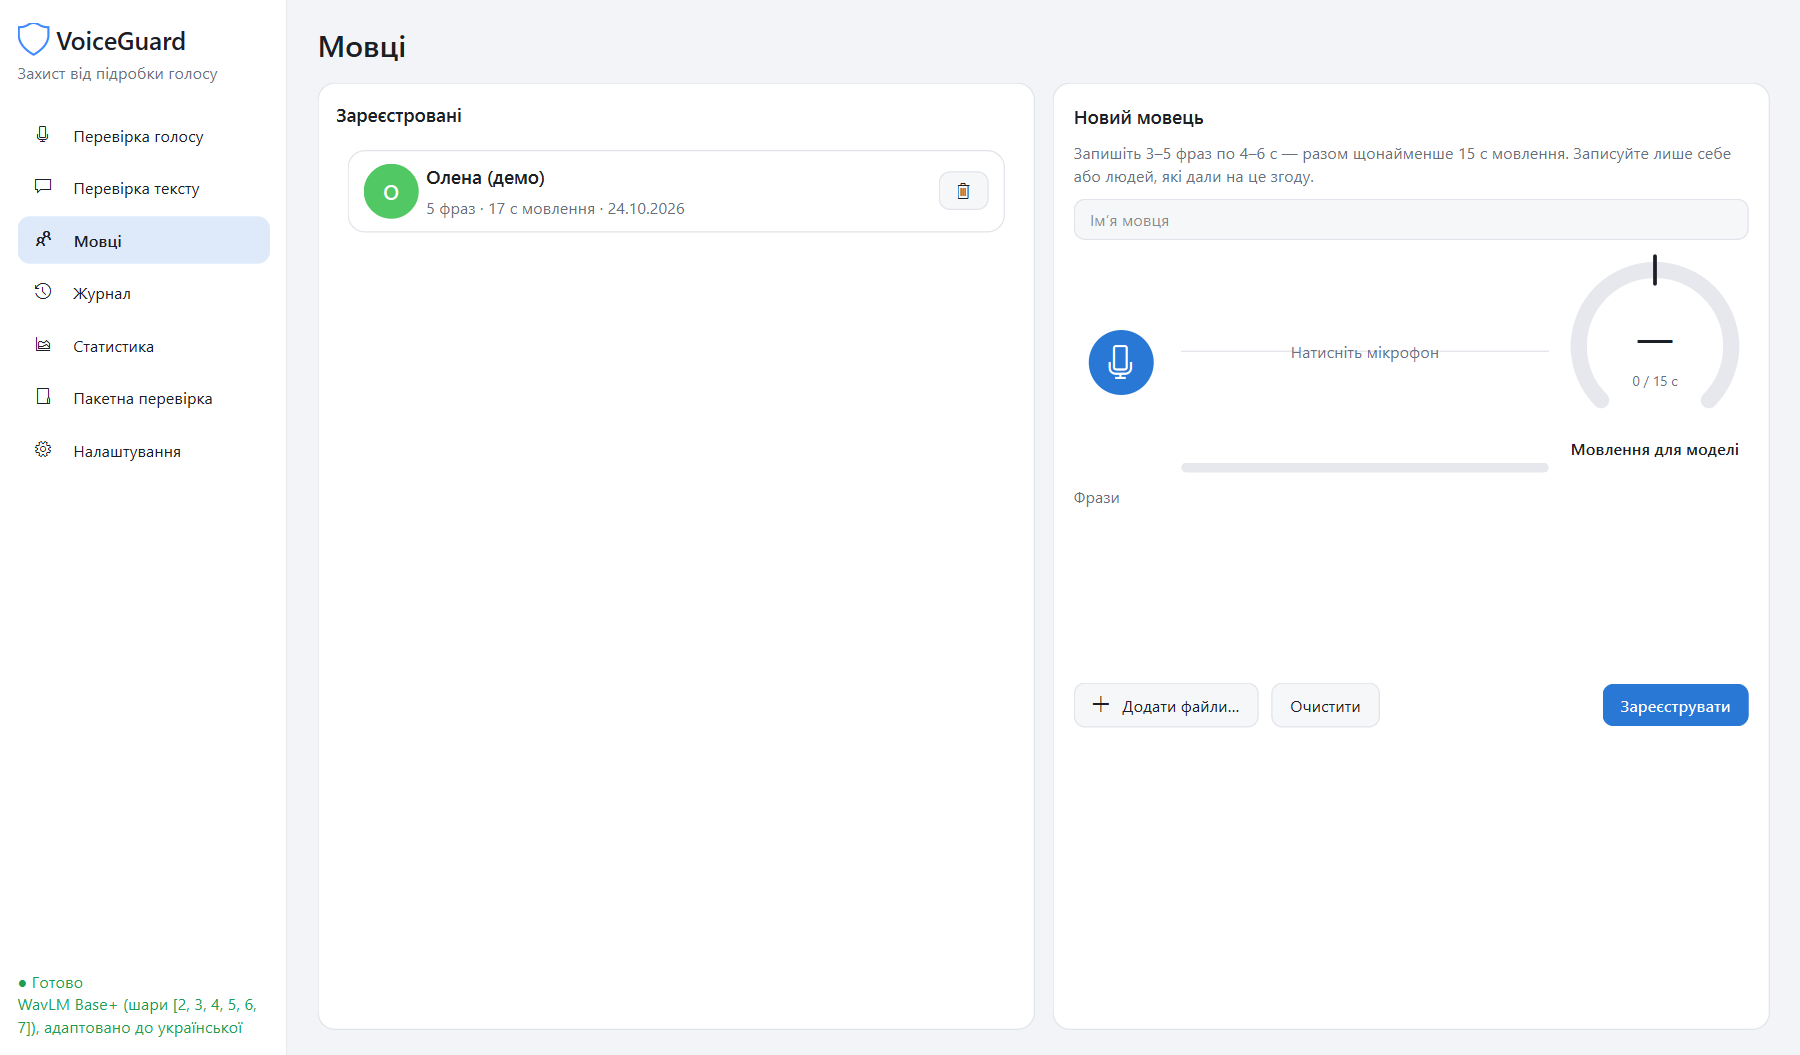 VoiceGuard
Захист від підробки голосу
Перевірка голосу
Перевірка тексту
Мовці
Журнал
Статистика
Пакетна перевірка
Налаштування
● Готово
WavLM Base+ (шари [2, 3, 4, 5, 6,
7]), адаптовано до української
Мовці
Зареєстровані
О
Олена (демо)
5 фраз · 17 с мовлення · 24.10.2026
Новий мовець
Запишіть 3–5 фраз по 4–6 с — разом щонайменше 15 с мовлення. Записуйте лише себе
або людей, які дали на це згоду.
Ім’я мовця
Натисніть мікрофон
—
0 / 15 с
Мовлення для моделі
Фрази
Додати файли...
Очистити
Зареєструвати